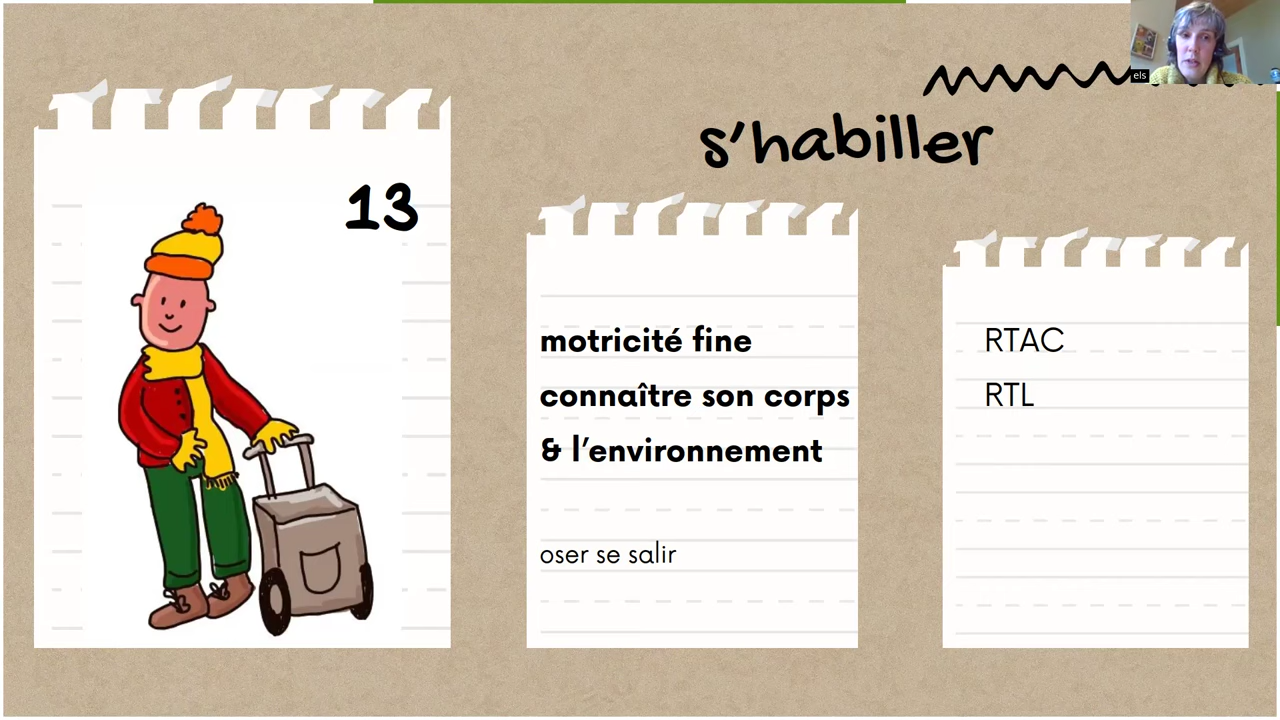 els
s'habiller
13
motricité fine
connaître son corps
& l'environnement
oser se salir
RTAC
RTL